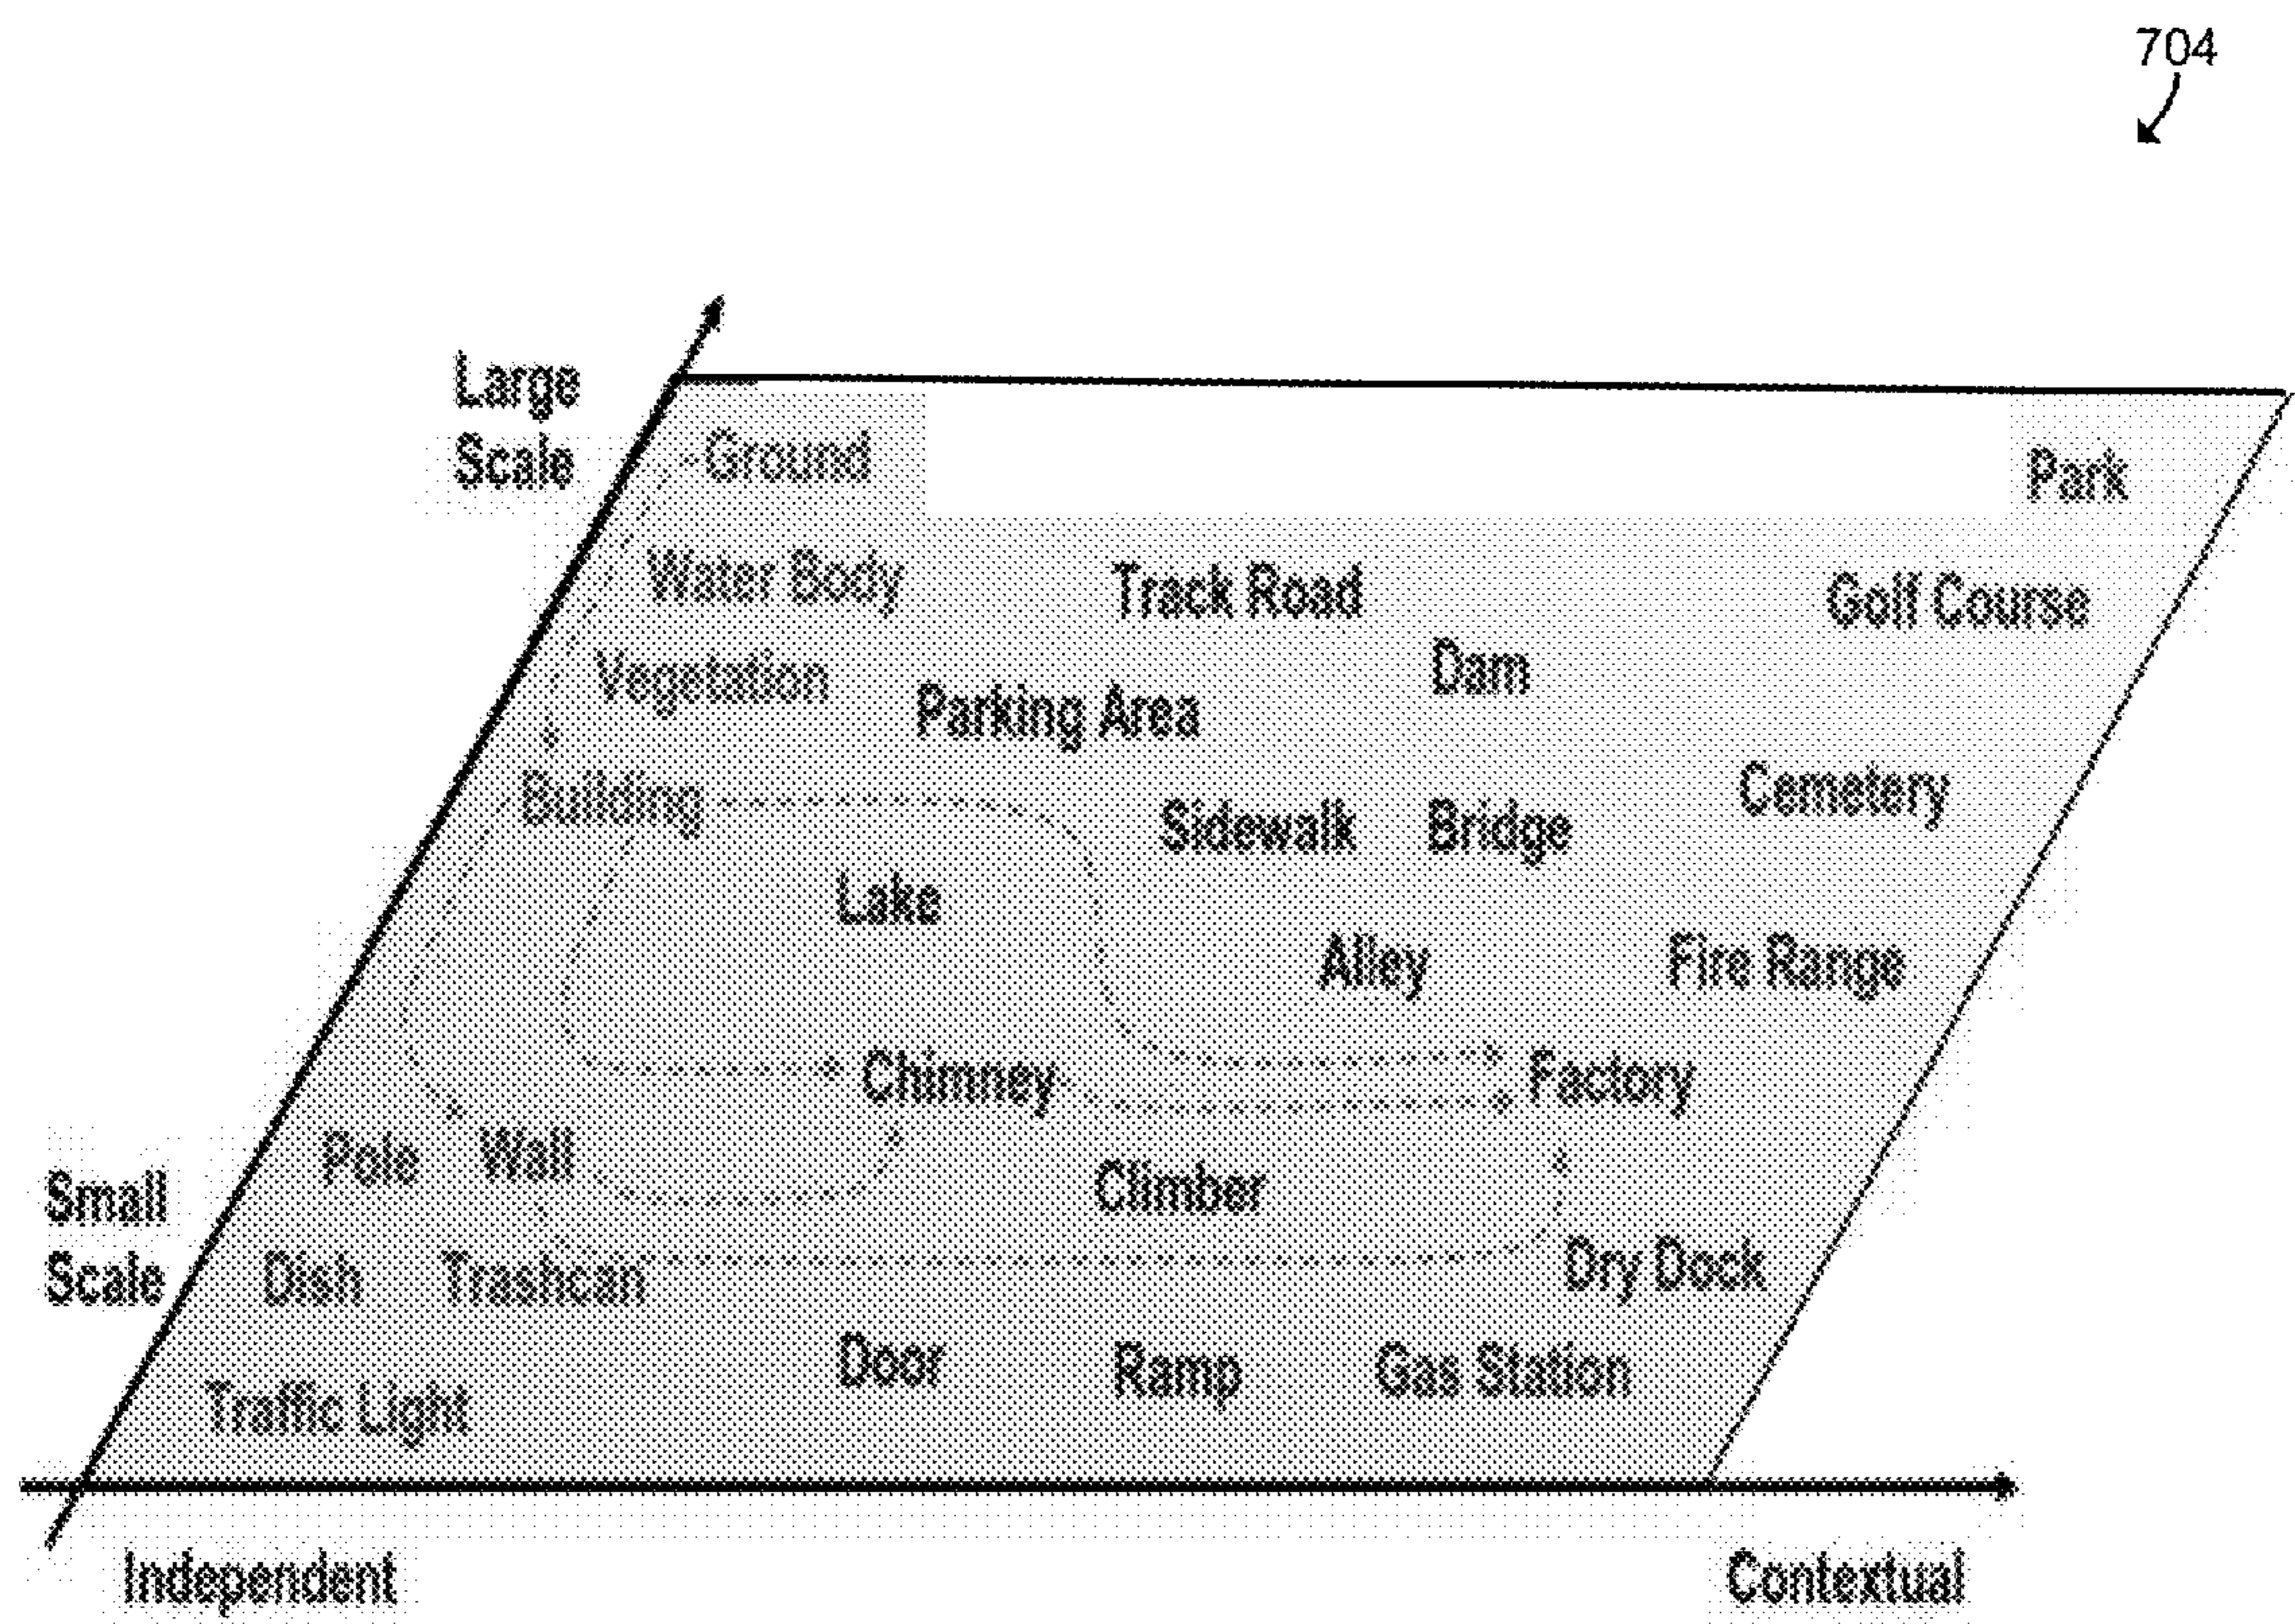 704
Large
Scale
Ground
Park
Water Body
Track Road
Golf Course
Vegetation
Dam
Parking Area
Building
Cemetery
Sidewalk
Bridge
Lake
Alley
Fire Range
Chimney
Factory
Pole
Wall
Climber
Small
Scale
Dish
Trashcan
Dry Dock
Door
Ramp
Gas Station
Traffic Light
Independent
Contextual